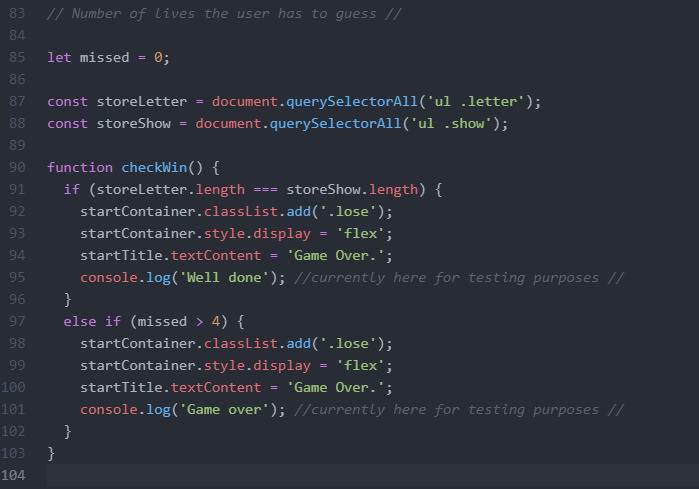 83 // Number of lives the user has to guess //
84
85 let missed = 0;
86
87 const storeLetter = document.querySelectorAll('ul .letter');
88 const storeShow = document.querySelectorAll('ul .show');
89
90 function checkWin() {
91   if (storeLetter.length === storeShow.length) {
92     startContainer.classList.add('.lose');
93     startContainer.style.display = 'flex';
94     startTitle.textContent = 'Game Over.';
95     console.log('Well done'); //currently here for testing purposes //
96   }
97   else if (missed > 4) {
98     startContainer.classList.add('.lose');
99     startContainer.style.display = 'flex';
100     startTitle.textContent = 'Game Over.';
101     console.log('Game over'); //currently here for testing purposes //
102   }
103 }
104